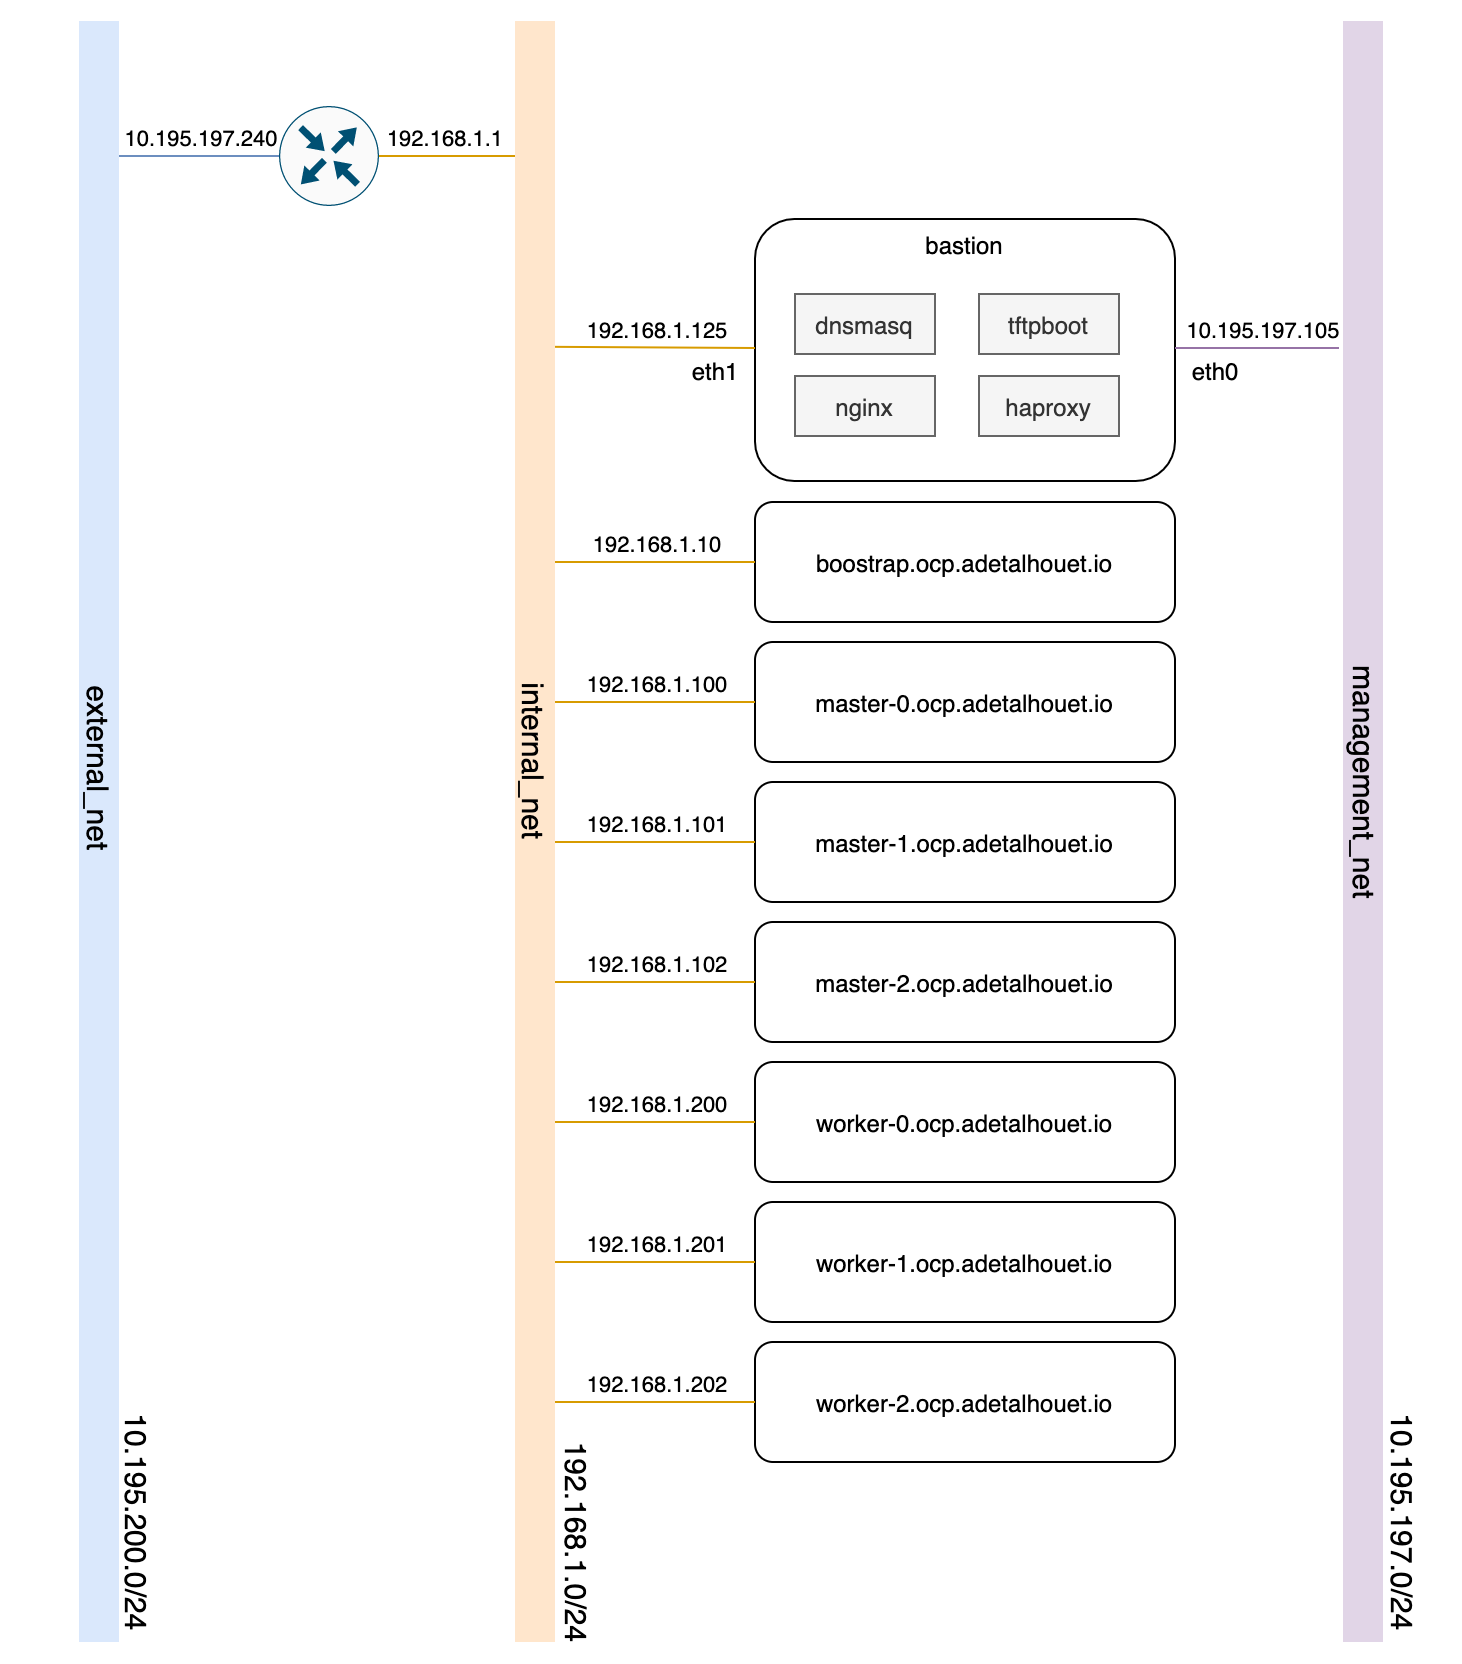 10.195.197.240
192.168.1.1
bastion
dnsmasq
tftpboot
192.168.1.125
10.195.197.105
eth1
eth0
nginx
haproxy
192.168.1.10
boostrap.ocp.adetalhouet.io
192.168.1.100
master-0.ocp.adetalhouet.io
external_net
internal_net
management_net
192.168.1.101
master-1.ocp.adetalhouet.io
192.168.1.102
master-2.ocp.adetalhouet.io
192.168.1.200
worker-0.ocp.adetalhouet.io
192.168.1.201
worker-1.ocp.adetalhouet.io
192.168.1.202
worker-2.ocp.adetalhouet.io
10.195.200.0/24
192.168.1.0/24
10.195.197.0/24